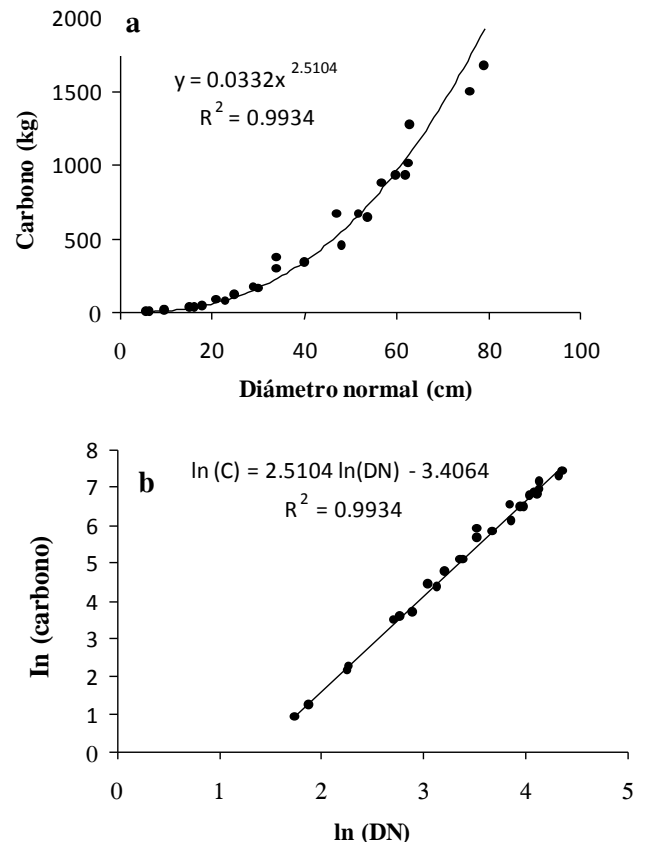 a
2000
1500
1000
500
0
y = 0.0332x^2.5104
R^2 = 0.9934
Carbono (kg)
0 20 40 60 80 100
Diámetro normal (cm)
b
8
7
6
5
4
3
2
1
0
ln (C) = 2.5104 ln(DN) - 3.4064
R^2 = 0.9934
ln (carbono)
0 1 2 3 4 5
ln (DN)